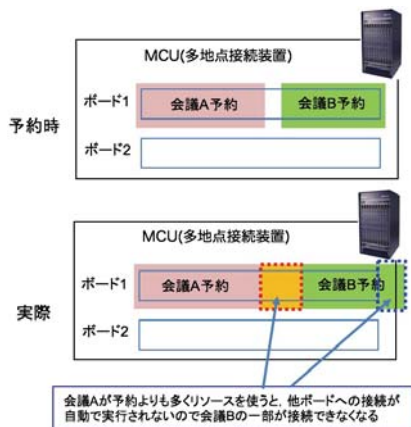 MCU(多地点接続装置)
予約時
ボード1
会議A予約
会議B予約
ボード2
MCU(多地点接続装置)
実際
ボード1
会議A予約
会議B予約
ボード2
会議Aが予約よりも多くリソースを使うと，他ボードへの接続が
自動で実行されないので会議Bの一部が接続できなくなる